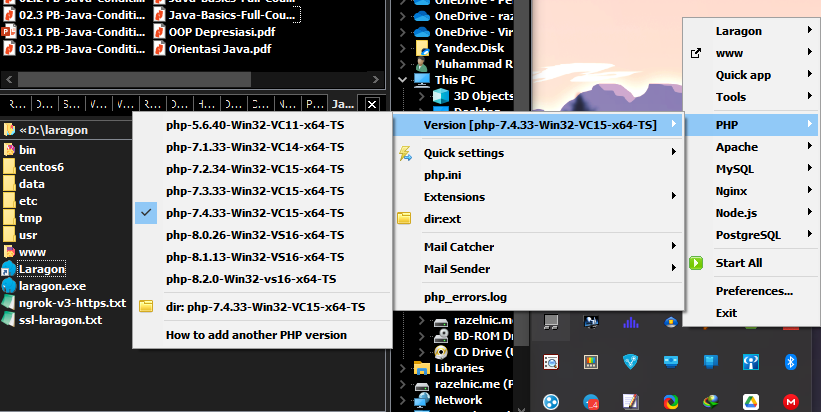 02.2 PB-Java-Conditi...
Java-Basics-Full-Cou...
03.1 PB-Java-Conditi...
OOP Depresiasi.pdf
03.2 PB-Java-Conditi...
Orientasi Java.pdf
R... D... S... W... W... R... D... D... S... N... P... Ja...
«D:\laragon
bin
centos6
data
etc
tmp
usr
www
Laragon
laragon.exe
ngrok-v3-https.txt
ssl-laragon.txt
php-5.6.40-Win32-VC11-x64-TS
php-7.1.33-Win32-VC14-x64-TS
php-7.2.34-Win32-VC15-x64-TS
php-7.3.33-Win32-VC15-x64-TS
php-7.4.33-Win32-VC15-x64-TS
php-8.0.26-Win32-VS16-x64-TS
php-8.1.13-Win32-VS16-x64-TS
php-8.2.0-Win32-vs16-x64-TS
dir: php-7.4.33-Win32-VC15-x64-TS
How to add another PHP version
OneDrive - raz
OneDrive - Vir
Yandex.Disk
Muhammad R
This PC
3D Objects
Desktop
Version [php-7.4.33-Win32-VC15-x64-TS]
Quick settings
php.ini
Extensions
dir:ext
Mail Catcher
Mail Sender
php_errors.log
razelnic.me
BD-ROM D
CD Drive (
Libraries
razelnic.me (F
Network
Laragon
www
Quick app
Tools
PHP
Apache
MySQL
Nginx
Node.js
PostgreSQL
Start All
Preferences...
Exit